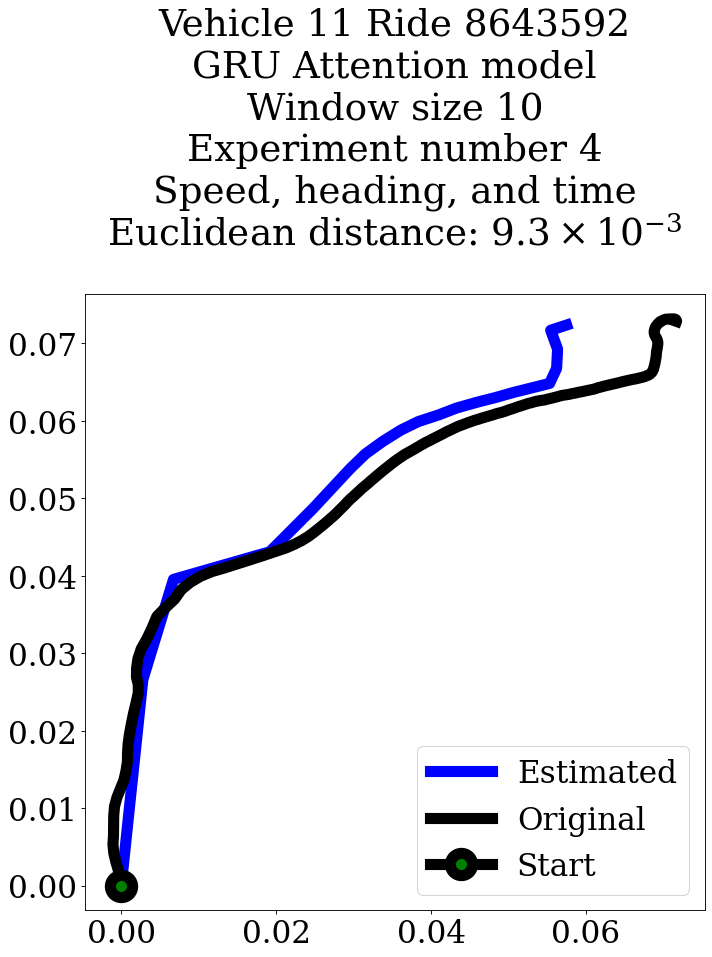 Vehicle 11 Ride 8643592
GRU Attention model
Window size 10
Experiment number 4
Speed, heading, and time
Euclidean distance: 9.3 × 10⁻³
0.07
0.06
0.05
0.04
0.03
0.02
0.01
0.00
Estimated
Original
Start
0.00 0.02 0.04 0.06